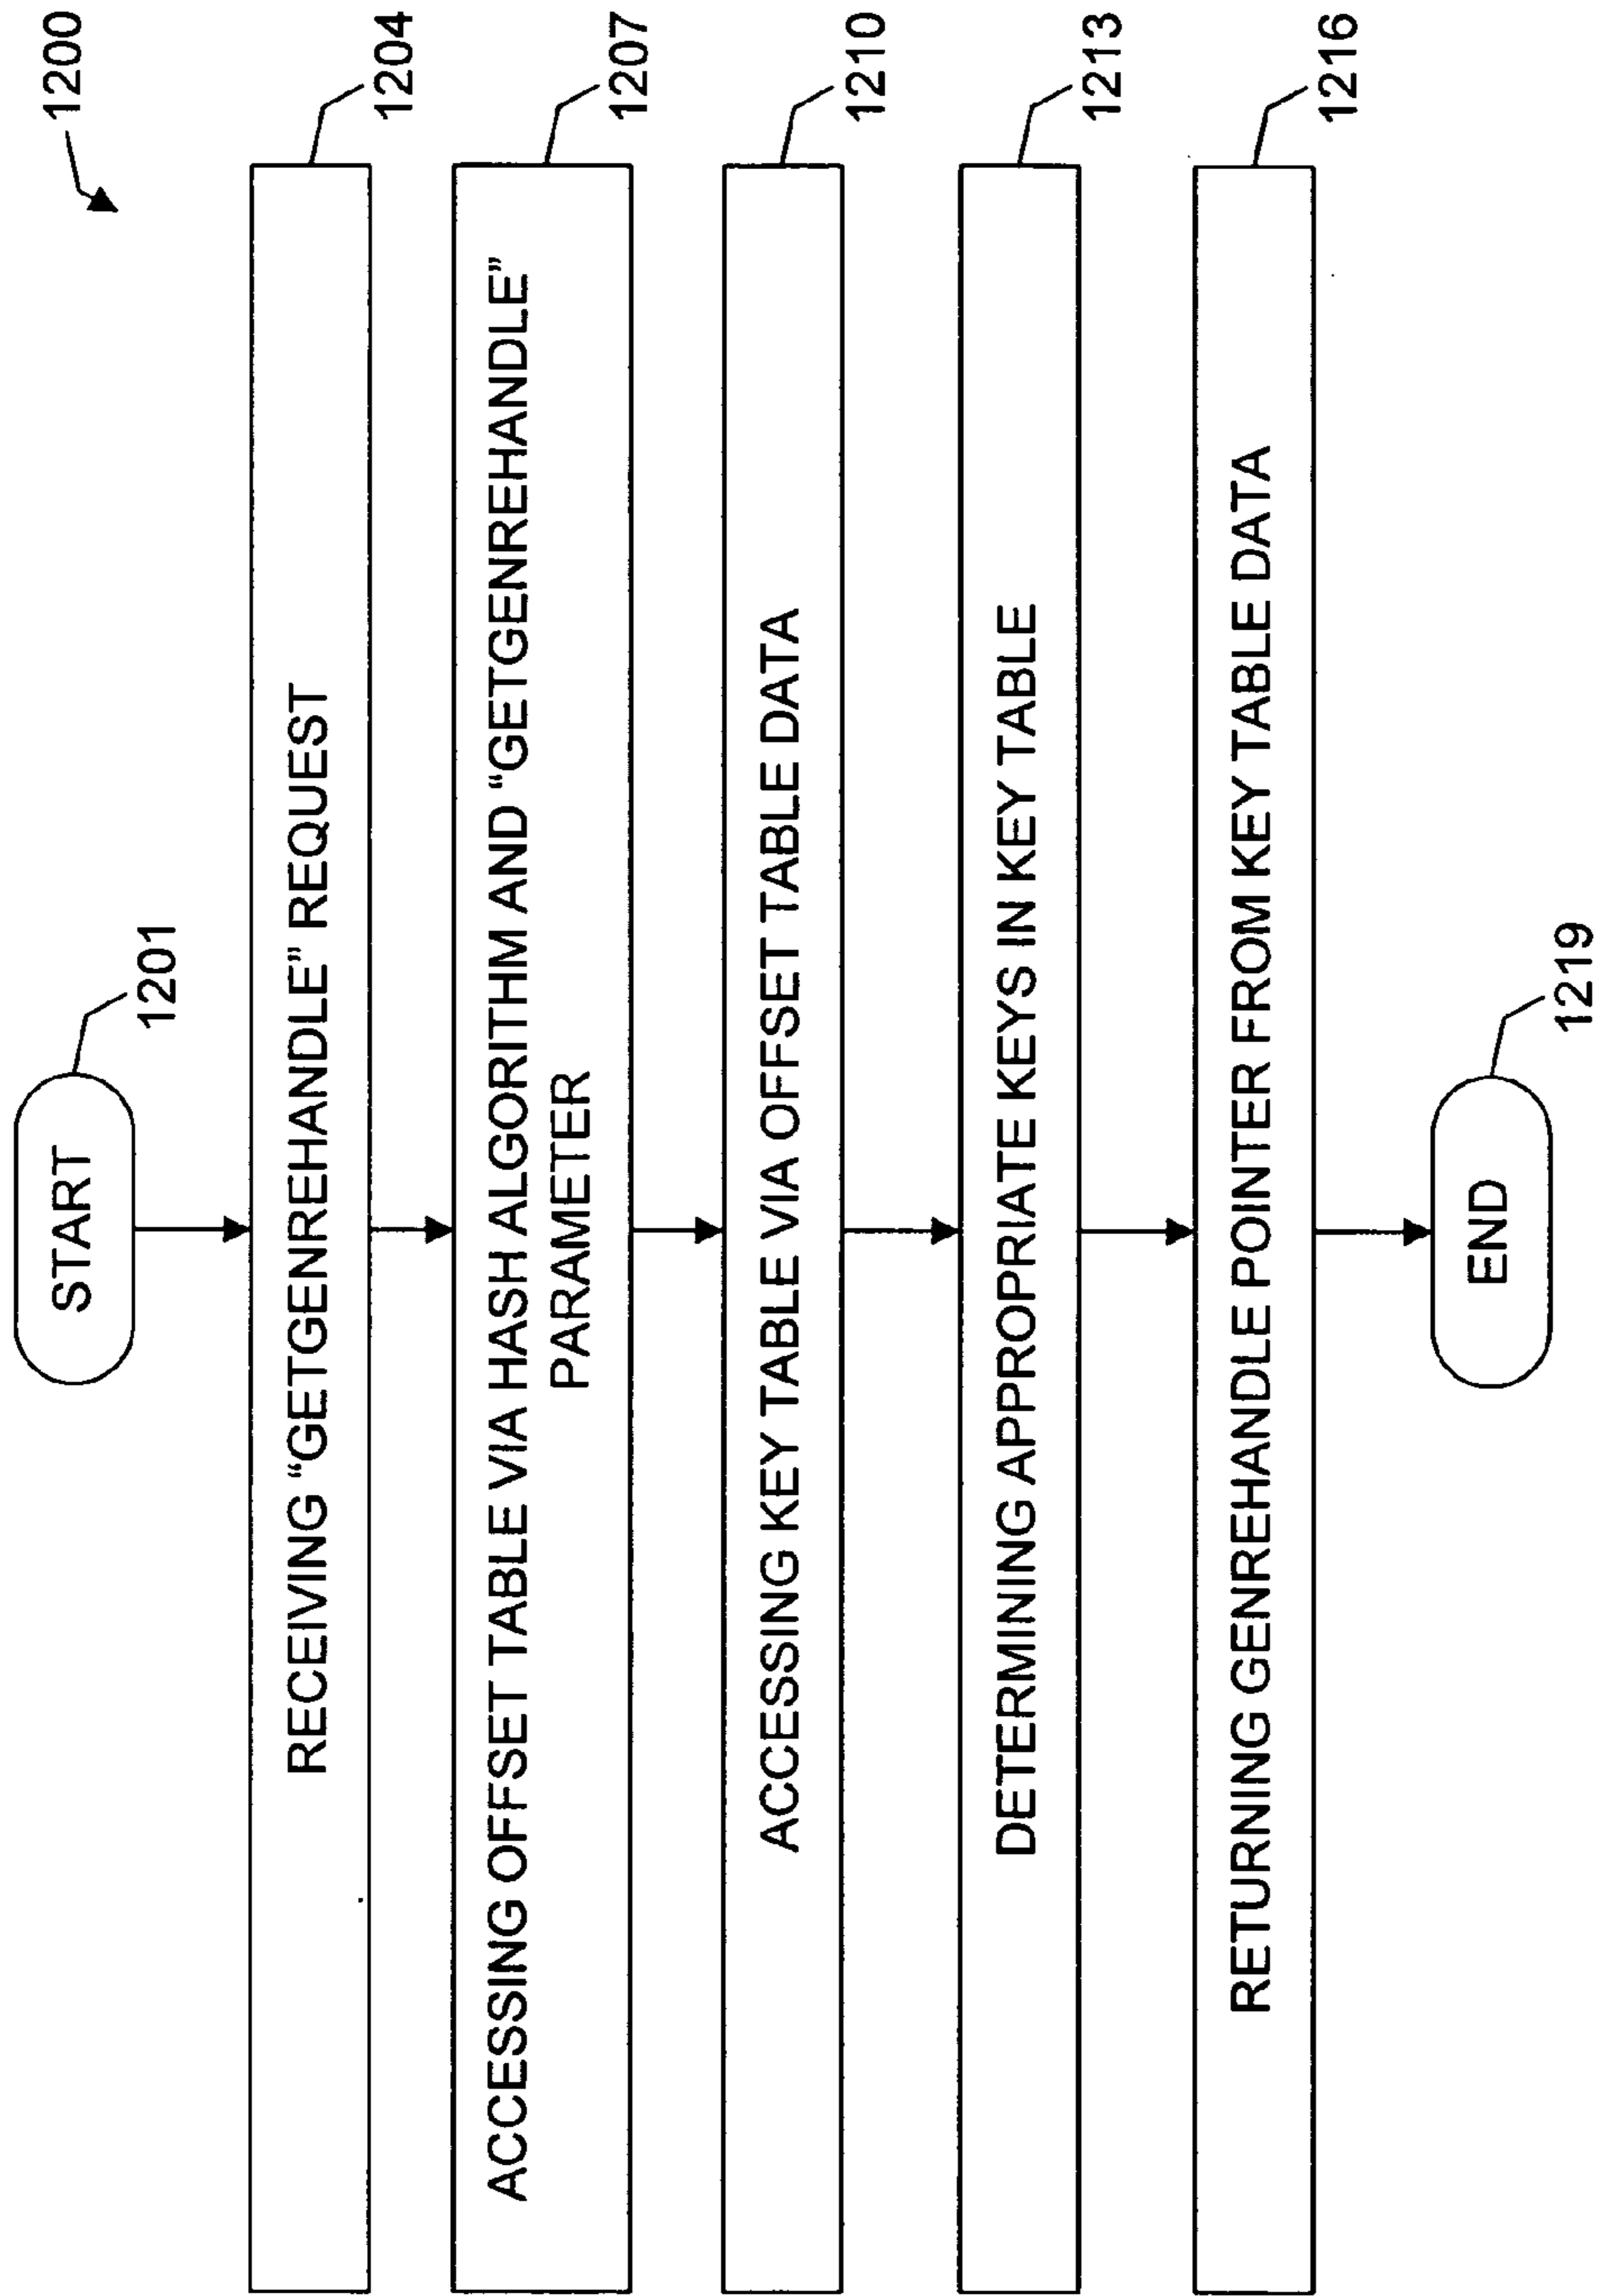 1200
START
1201
RECEIVING “GETGENREHANDLE” REQUEST
1204
ACCESSING OFFSET TABLE VIA HASH ALGORITHM AND “GETGENREHANDLE”
PARAMETER
1207
ACCESSING KEY TABLE VIA OFFSET TABLE DATA
1210
DETERMINING APPROPRIATE KEYS IN KEY TABLE
1213
RETURNING GENREHANDLE POINTER FROM KEY TABLE DATA
1216
END
1219